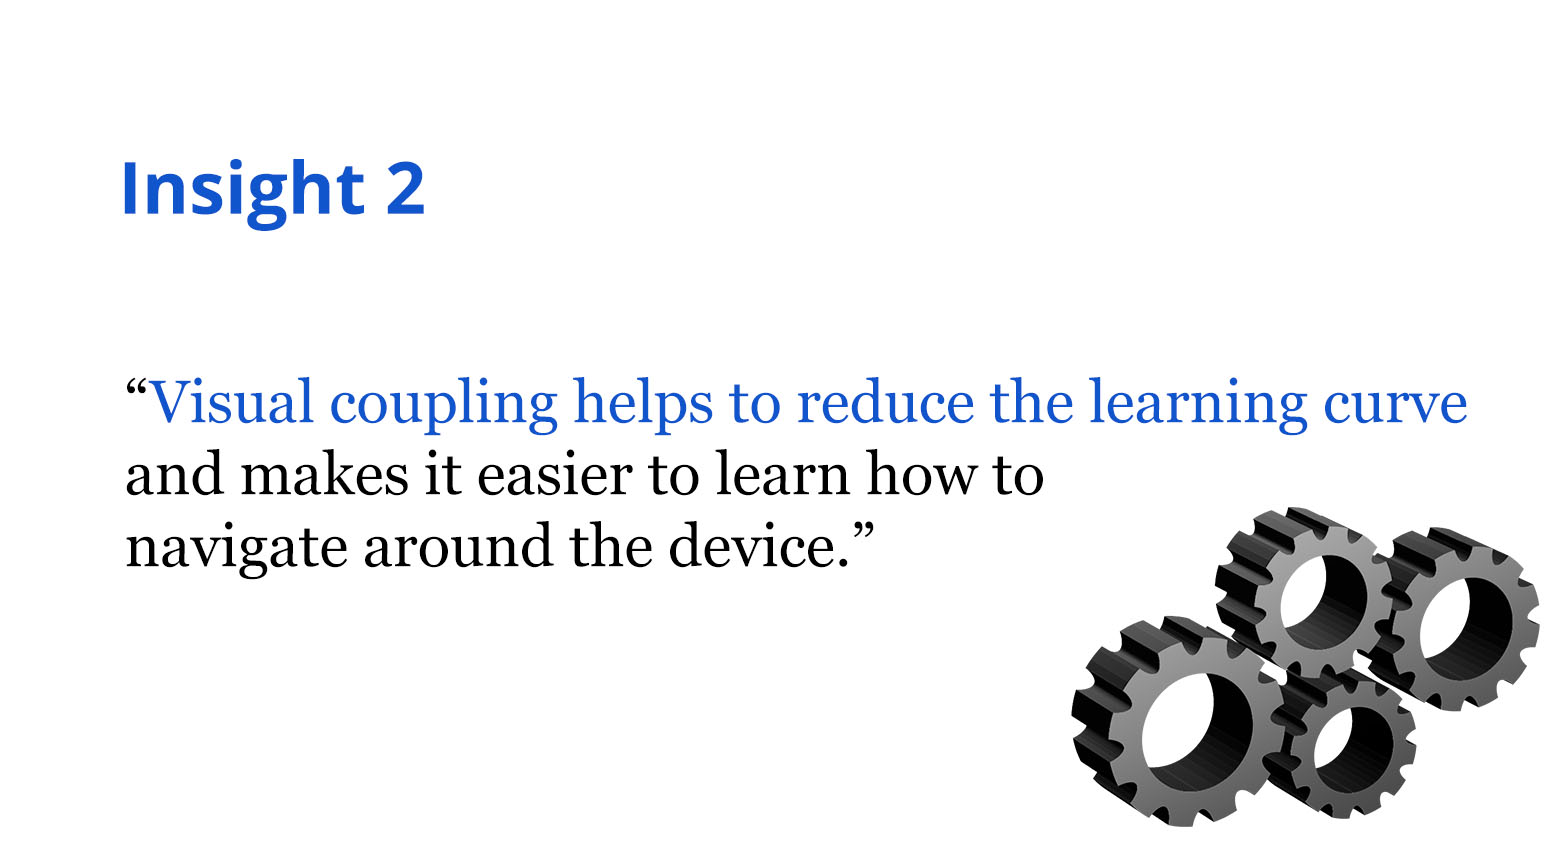 Insight 2
“Visual coupling helps to reduce the learning curve
and makes it easier to learn how to
navigate around the device.”